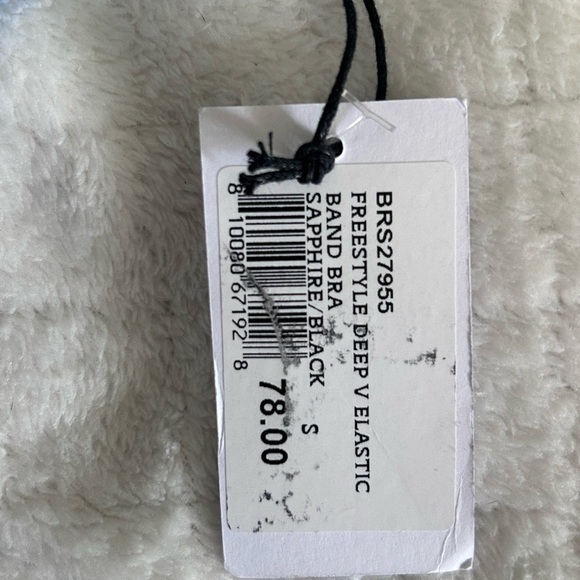 BRS27955
FREESTYLE DEEP V ELASTIC
BAND BRA
SAPPHIRE/BLACK
S
78.00
8 10080 67192 8